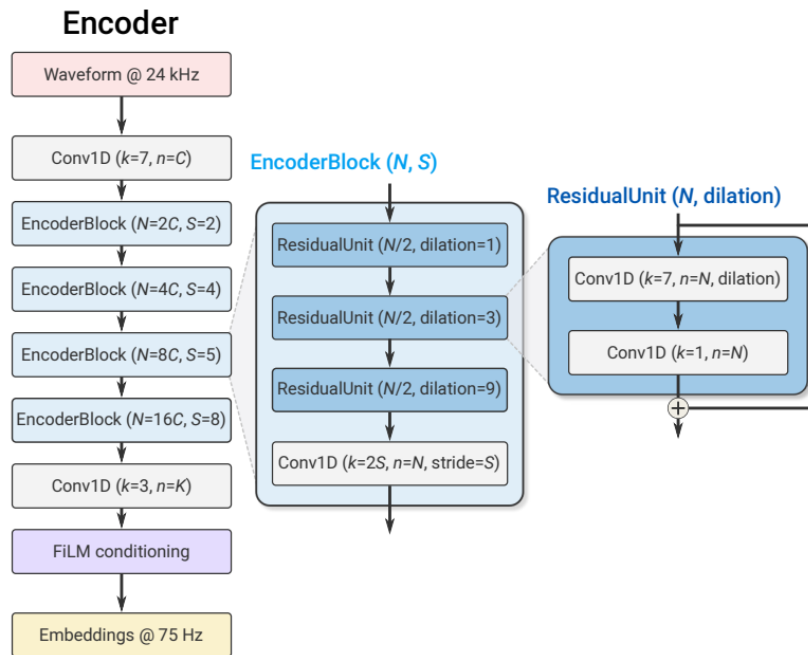 Encoder
Waveform @ 24 kHz
Conv1D (k=7, n=C)
EncoderBlock (N=2C, S=2)
EncoderBlock (N=4C, S=4)
EncoderBlock (N=8C, S=5)
EncoderBlock (N=16C, S=8)
Conv1D (k=3, n=K)
FiLM conditioning
Embeddings @ 75 Hz
EncoderBlock (N, S)
ResidualUnit (N/2, dilation=1)
ResidualUnit (N/2, dilation=3)
ResidualUnit (N/2, dilation=9)
Conv1D (k=2S, n=N, stride=S)
ResidualUnit (N, dilation)
Conv1D (k=7, n=N, dilation)
Conv1D (k=1, n=N)
+